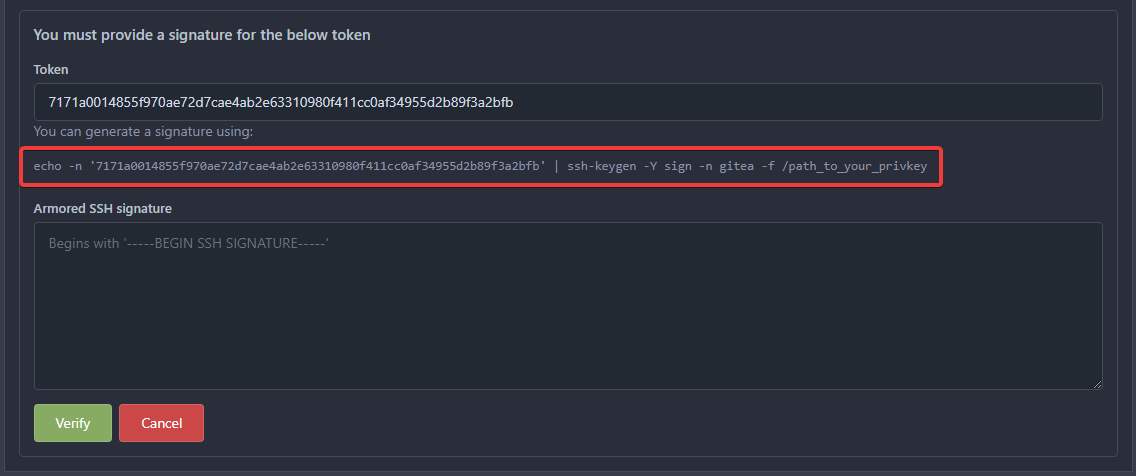 You must provide a signature for the below token
Token
7171a0014855f970ae72d7cae4ab2e63310980f411cc0af34955d2b89f3a2bfb
You can generate a signature using:
echo -n '7171a0014855f970ae72d7cae4ab2e63310980f411cc0af34955d2b89f3a2bfb' | ssh-keygen -Y sign -n gitea -f /path_to_your_privkey
Armored SSH signature
Begins with '-----BEGIN SSH SIGNATURE-----'
Verify
Cancel